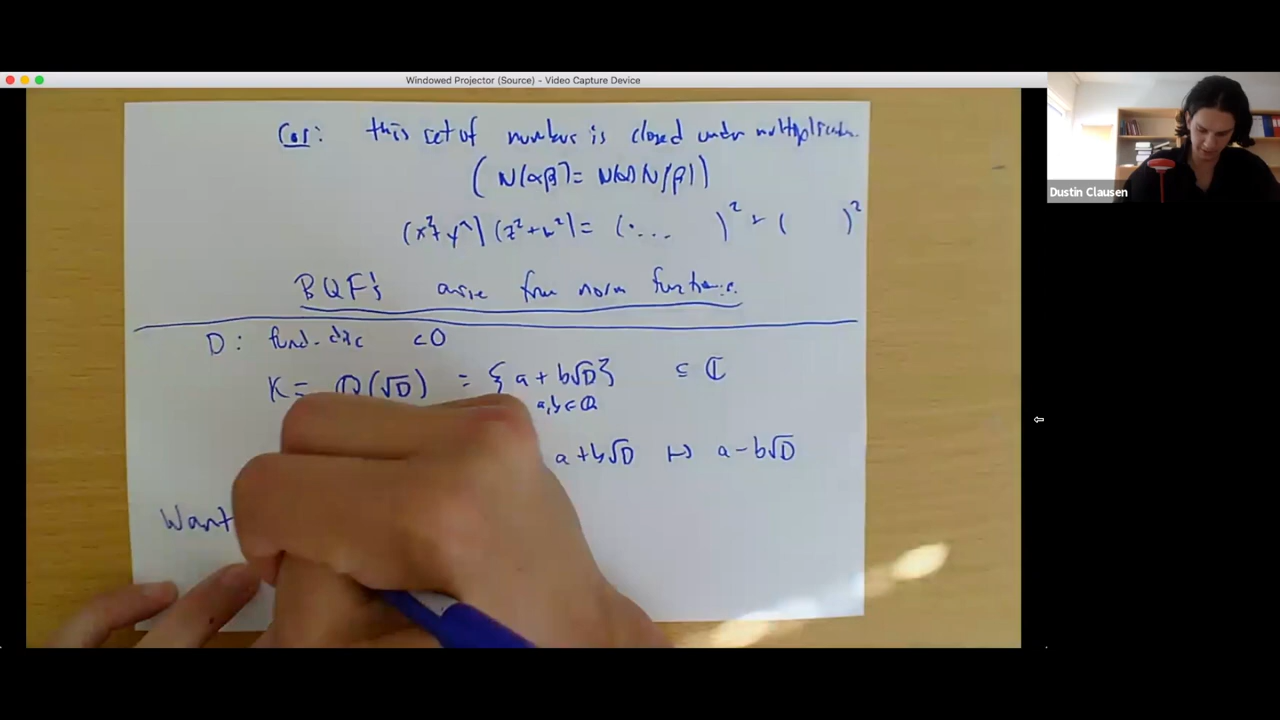 Windowed Projector (Source) - Video Capture Device
Dustin Clausen
Cor: this set of numbers is closed under multiplication.
(N(αβ) = N(α) N(β))
(x²+y²)(z²+w²) = (.... )² + ( )²
BQF's arise from norm functions.
D: fund. disc <0
K = Q(√D) = {a + b√D} ⊆ ℂ
a,b ∈ Q
a + b√D ↦ a - b√D
Want